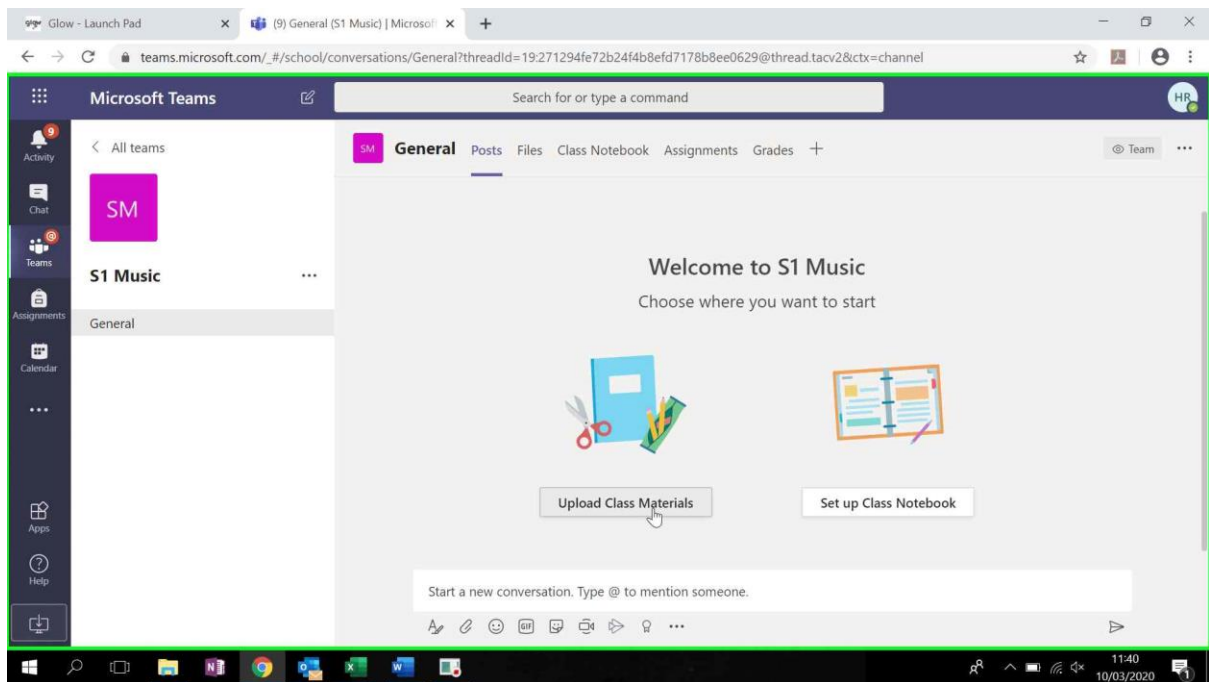 glow Glow - Launch Pad
(9) General (S1 Music) | Microsof
teams.microsoft.com/_#/school/conversations/General?threadId=19:271294fe72b24f4b8efd7178b8ee0629@thread.tacv2&ctx=channel
Microsoft Teams
Search for or type a command
HR
9
Activity
Chat
@
Teams
Assignments
Calendar
Apps
Help
All teams
SM
S1 Music
General
SM General Posts Files Class Notebook Assignments Grades
Team
Welcome to S1 Music
Choose where you want to start
Upload Class Materials
Set up Class Notebook
Start a new conversation. Type @ to mention someone.
GIF
11:40
10/03/2020
1